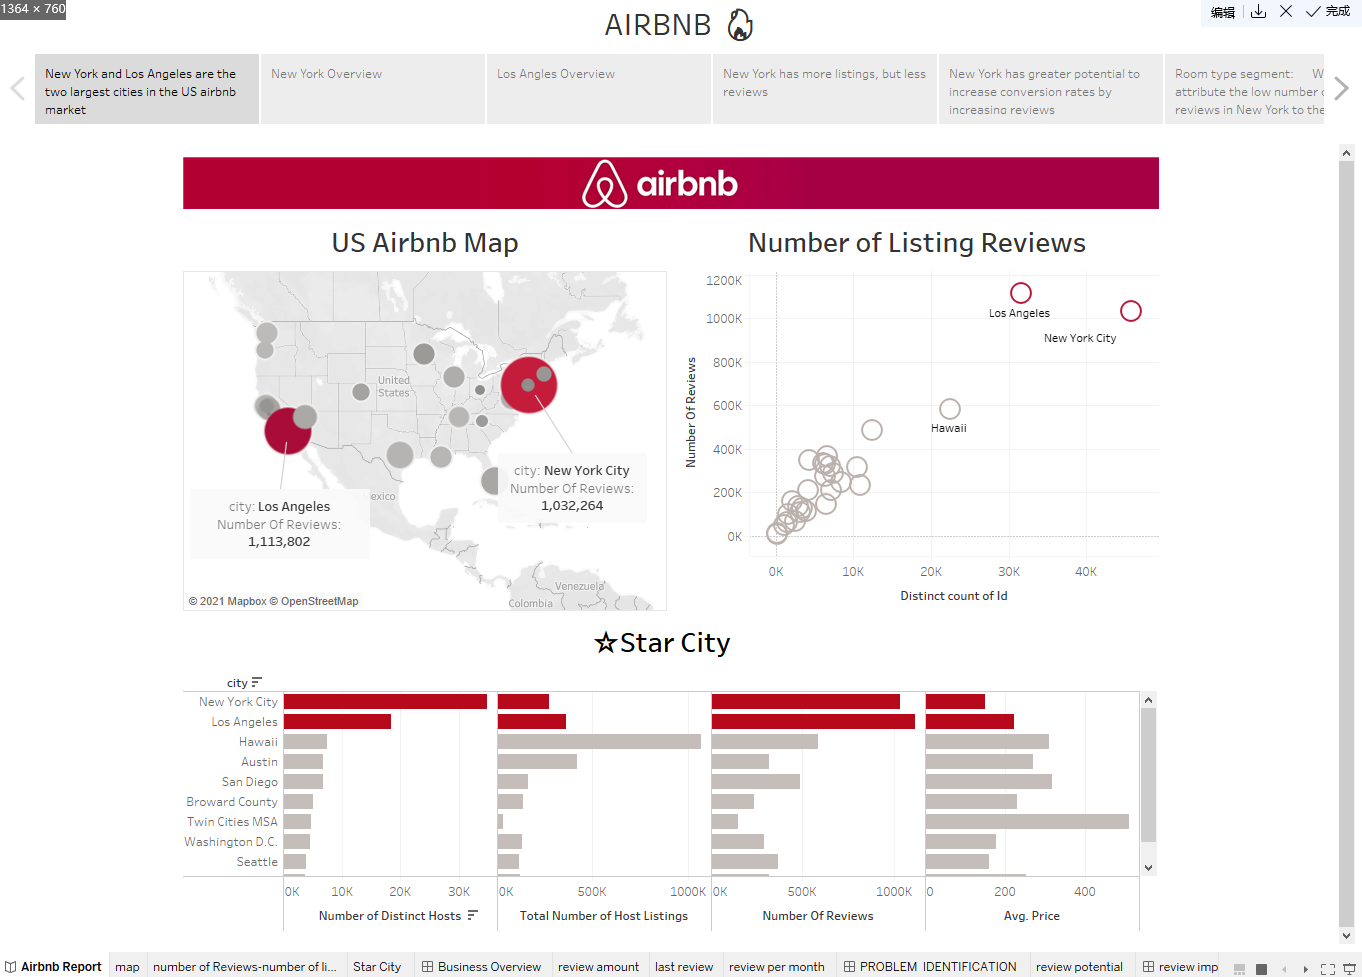 1364 × 760
编辑
完成
AIRBNB
New York and Los Angeles are the
two largest cities in the US airbnb
market
New York Overview
Los Angles Overview
New York has more listings, but less
reviews
New York has greater potential to
increase conversion rates by
increasing reviews
Room type segment: W
attribute the low number
reviews in New York to the
airbnb
US Airbnb Map
United
States
Mexico
city: New York City
Number Of Reviews:
1,032,264
city: Los Angeles
Number Of Reviews:
1,113,802
Venezuela
Colombia
© 2021 Mapbox © OpenStreetMap
Number of Listing Reviews
Number Of Reviews
1200K
1000K
800K
600K
400K
200K
0K
Los Angeles
New York City
Hawaii
0K 10K 20K 30K 40K
Distinct count of Id
☆Star City
city
New York City
Los Angeles
Hawaii
Austin
San Diego
Broward County
Twin Cities MSA
Washington D.C.
Seattle
0K 10K 20K 30K 0K 500K 1000K 0K 500K 1000K 0 200 400
Number of Distinct Hosts Total Number of Host Listings Number Of Reviews Avg. Price
Airbnb Report map number of Reviews-number of li... Star City Business Overview review amount last review review per month PROBLEM IDENTIFICATION review potential review imp